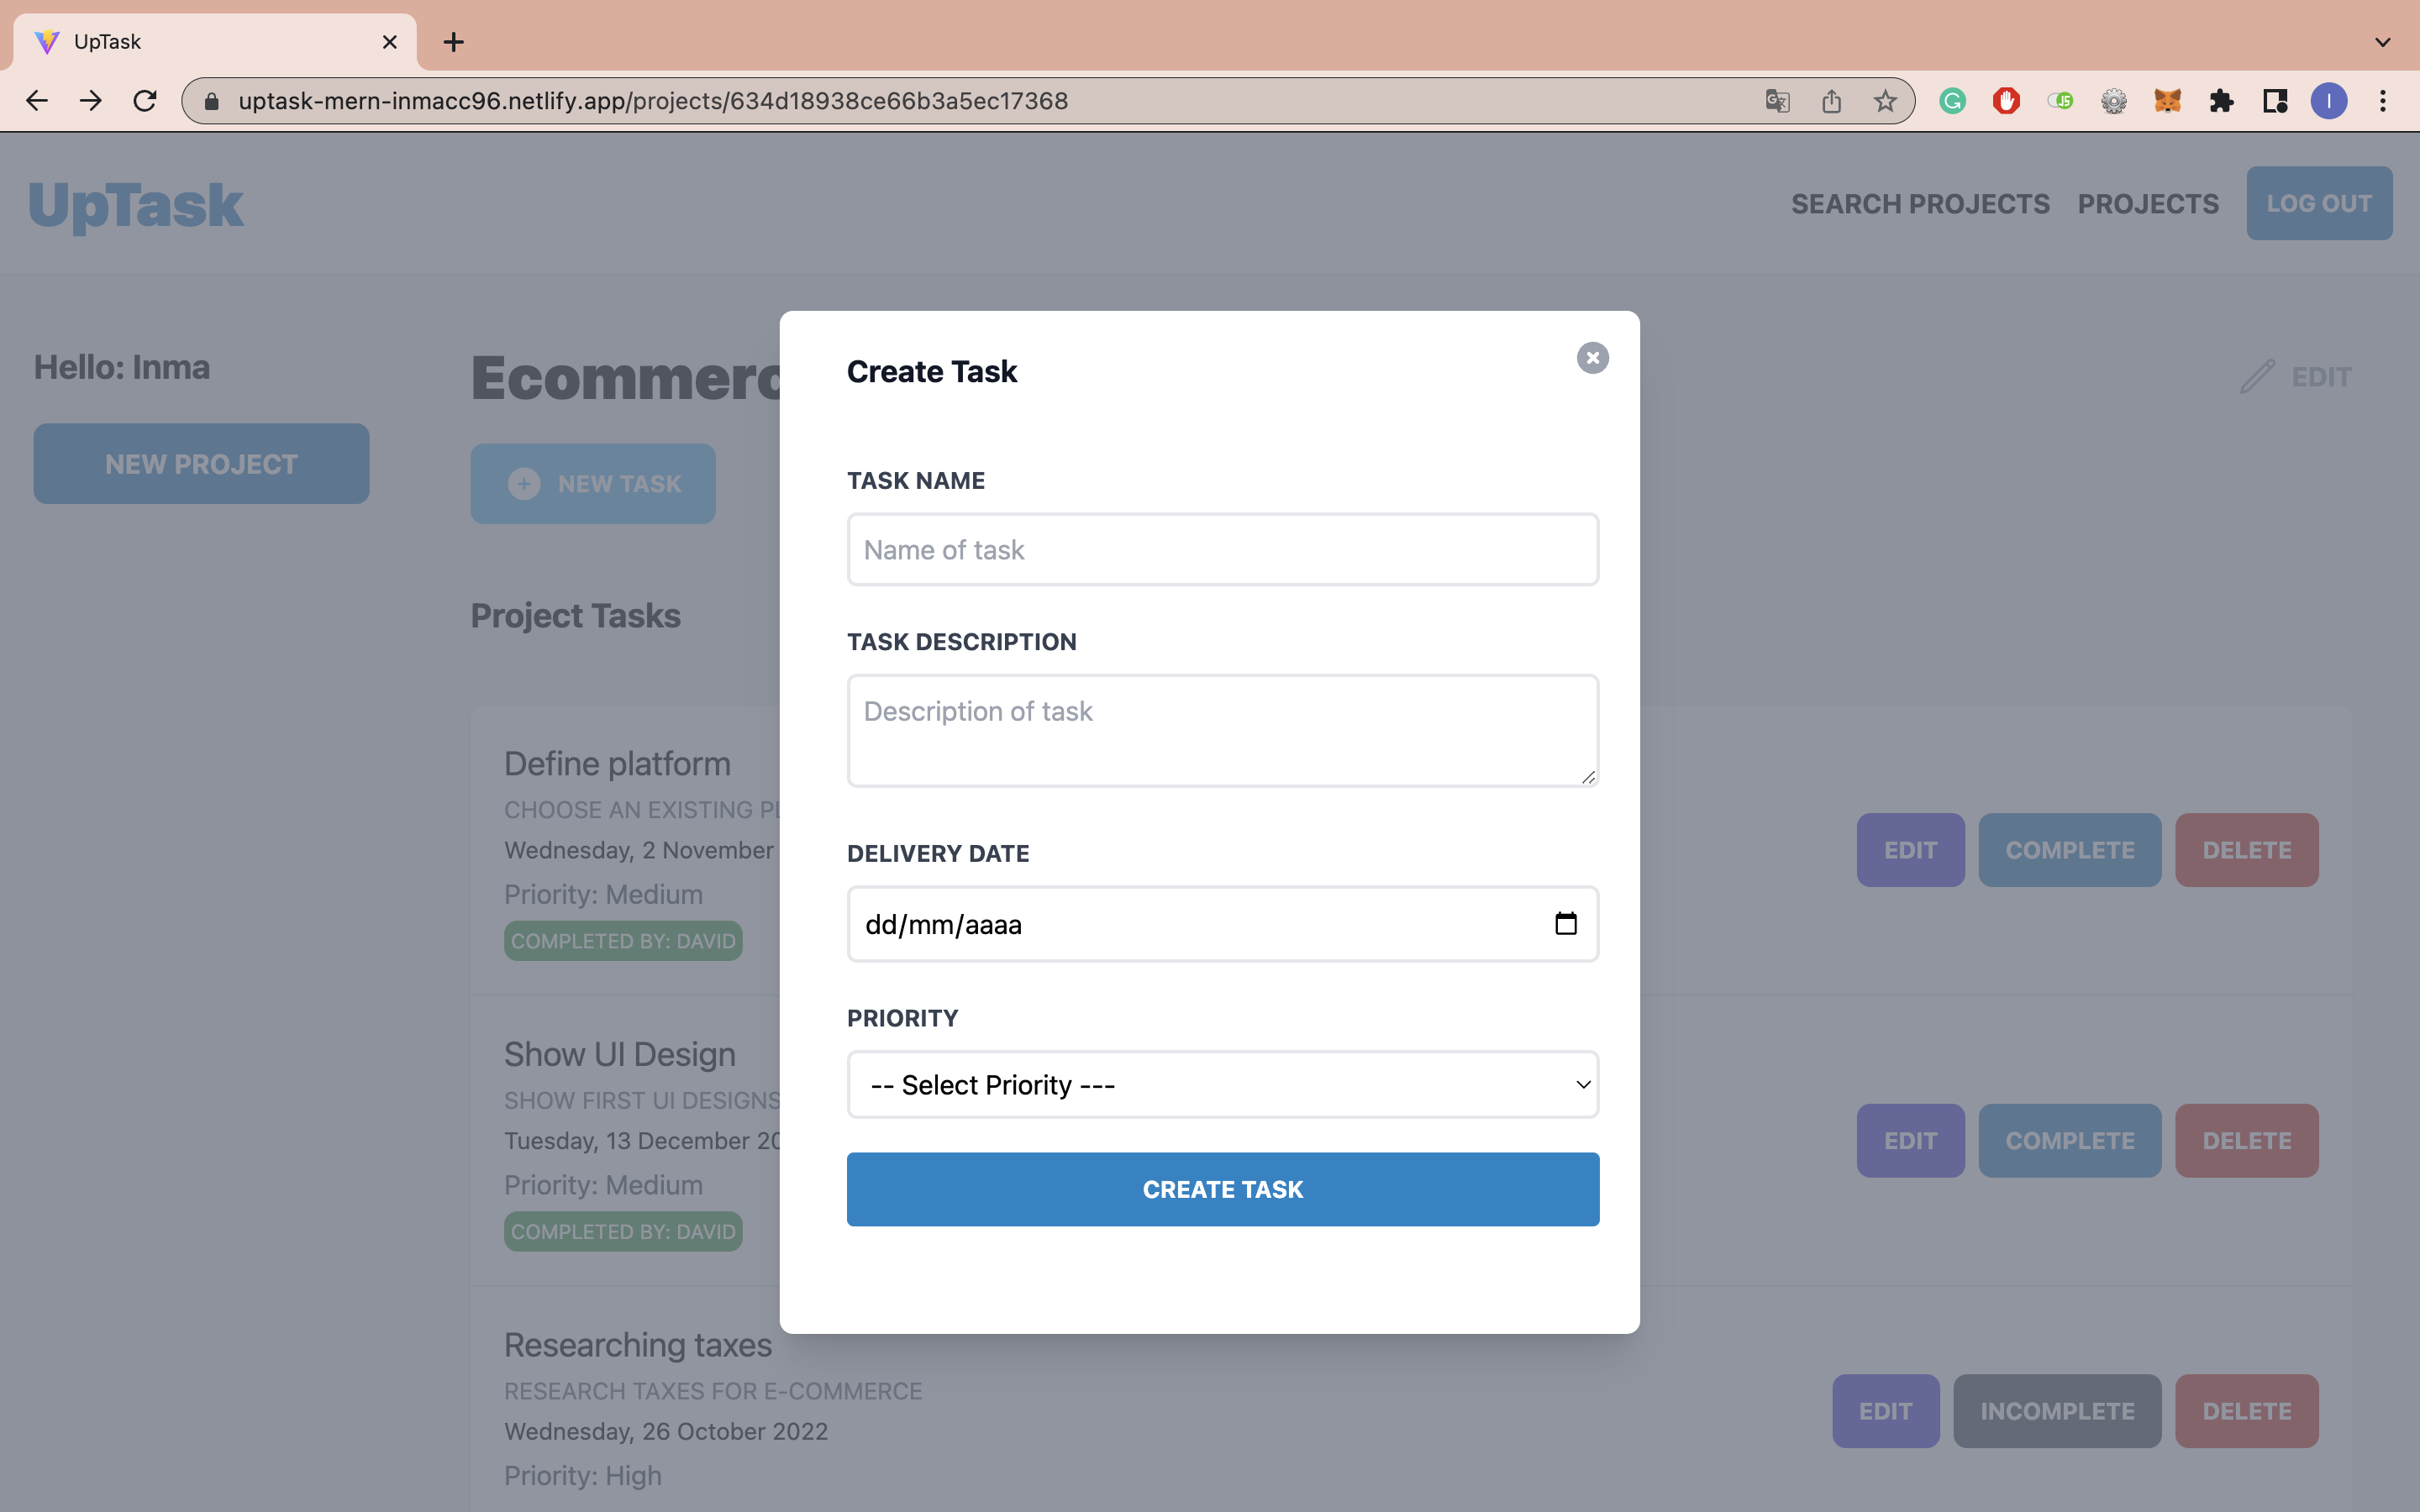 UpTask
uptask-mern-inmacc96.netlify.app/projects/634d18938ce66b3a5ec17368
I
UpTask
SEARCH PROJECTS
PROJECTS
LOG OUT
Hello: Inma
NEW PROJECT
EDIT
NEW TASK
Project Tasks
Define platform
CHOOSE AN EXISTING
Wednesday, 2 November
Priority: Medium
COMPLETED BY: DAVID
EDIT
COMPLETE
DELETE
Show UI Design
SHOW FIRST UI DESIGNS
Tuesday, 13 December
Priority: Medium
COMPLETED BY: DAVID
EDIT
COMPLETE
DELETE
Researching taxes
RESEARCH TAXES FOR E-COMMERCE
Wednesday, 26 October 2022
Priority: High
EDIT
INCOMPLETE
DELETE
Create Task
TASK NAME
Name of task
TASK DESCRIPTION
Description of task
DELIVERY DATE
dd/mm/aaaa
PRIORITY
-- Select Priority ---
CREATE TASK